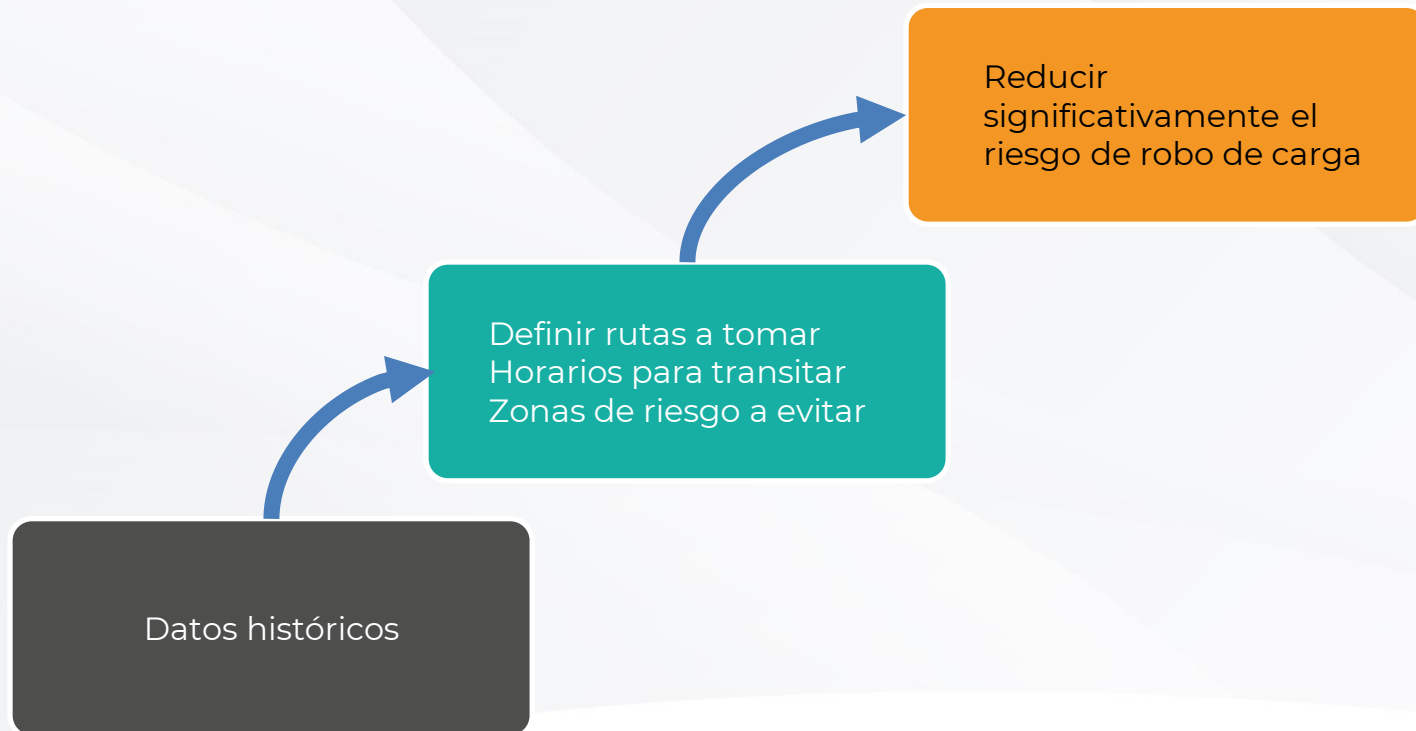 Reducir
significativamente el
riesgo de robo de carga
Definir rutas a tomar
Horarios para transitar
Zonas de riesgo a evitar
Datos históricos